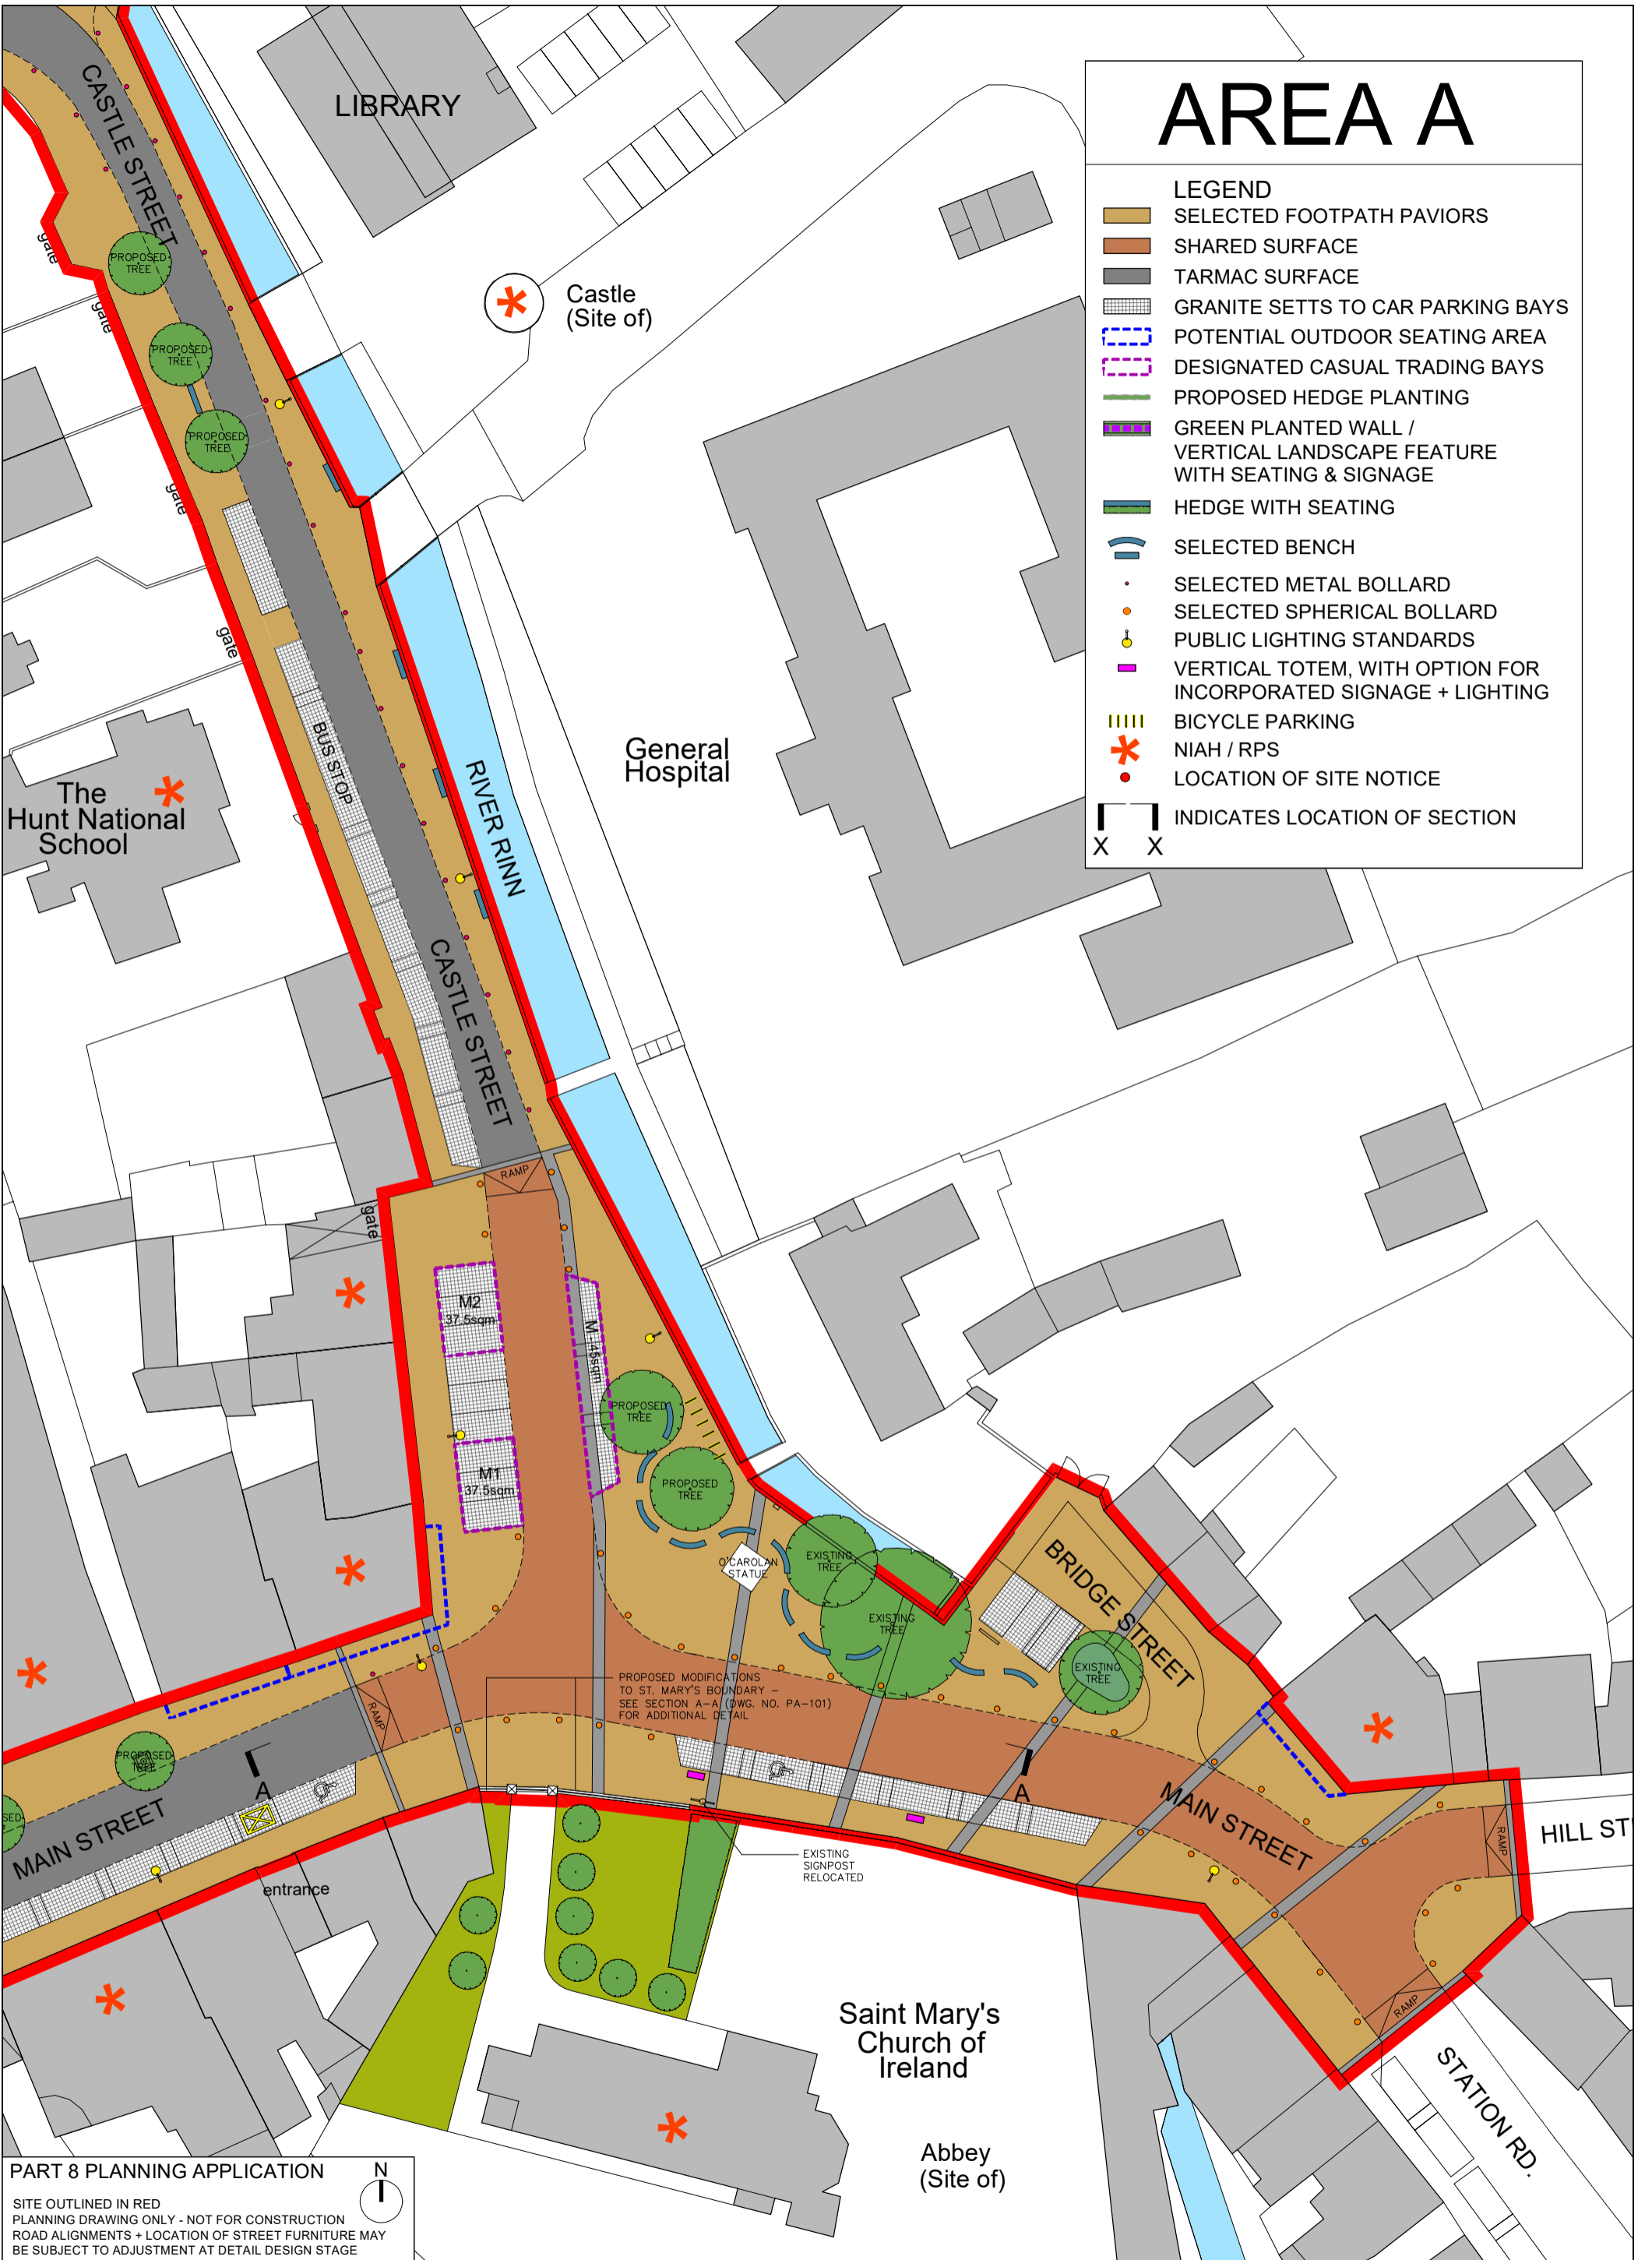 AREA A
LEGEND
SELECTED FOOTPATH PAVIORS
SHARED SURFACE
TARMAC SURFACE
GRANITE SETTS TO CAR PARKING BAYS
POTENTIAL OUTDOOR SEATING AREA
DESIGNATED CASUAL TRADING BAYS
PROPOSED HEDGE PLANTING
GREEN PLANTED WALL /
VERTICAL LANDSCAPE FEATURE
WITH SEATING & SIGNAGE
HEDGE WITH SEATING
SELECTED BENCH
SELECTED METAL BOLLARD
SELECTED SPHERICAL BOLLARD
PUBLIC LIGHTING STANDARDS
VERTICAL TOTEM, WITH OPTION FOR
INCORPORATED SIGNAGE + LIGHTING
BICYCLE PARKING
NIAH / RPS
LOCATION OF SITE NOTICE
INDICATES LOCATION OF SECTION
X X
CASTLE STREET
LIBRARY
gate
PROPOSED
TREE
Castle
(Site of)
gate
PROPOSED
TREE
PROPOSED
TREE
gate
gate
BUS STOP
General
Hospital
RIVER RINN
The
Hunt National
School
CASTLE STREET
RAMP
gate
M2
37.5sqm
M - 45sqm
PROPOSED
TREE
M1
37.5sqm
PROPOSED
TREE
O'CAROLAN
STATUE
EXISTING
TREE
EXISTING
TREE
BRIDGE STREET
EXISTING
TREE
PROPOSED MODIFICATIONS
TO ST. MARY'S BOUNDARY –
SEE SECTION A–A (DWG. NO. PA–101)
FOR ADDITIONAL DETAIL
RAMP
PROPOSED
TREE
A
A
MAIN STREET
MAIN STREET
RAMP
HILL ST
SED
EXISTING
SIGNPOST
RELOCATED
entrance
RAMP
STATION RD.
Saint Mary's
Church of
Ireland
Abbey
(Site of)
PART 8 PLANNING APPLICATION
N
SITE OUTLINED IN RED
PLANNING DRAWING ONLY - NOT FOR CONSTRUCTION
ROAD ALIGNMENTS + LOCATION OF STREET FURNITURE MAY
BE SUBJECT TO ADJUSTMENT AT DETAIL DESIGN STAGE